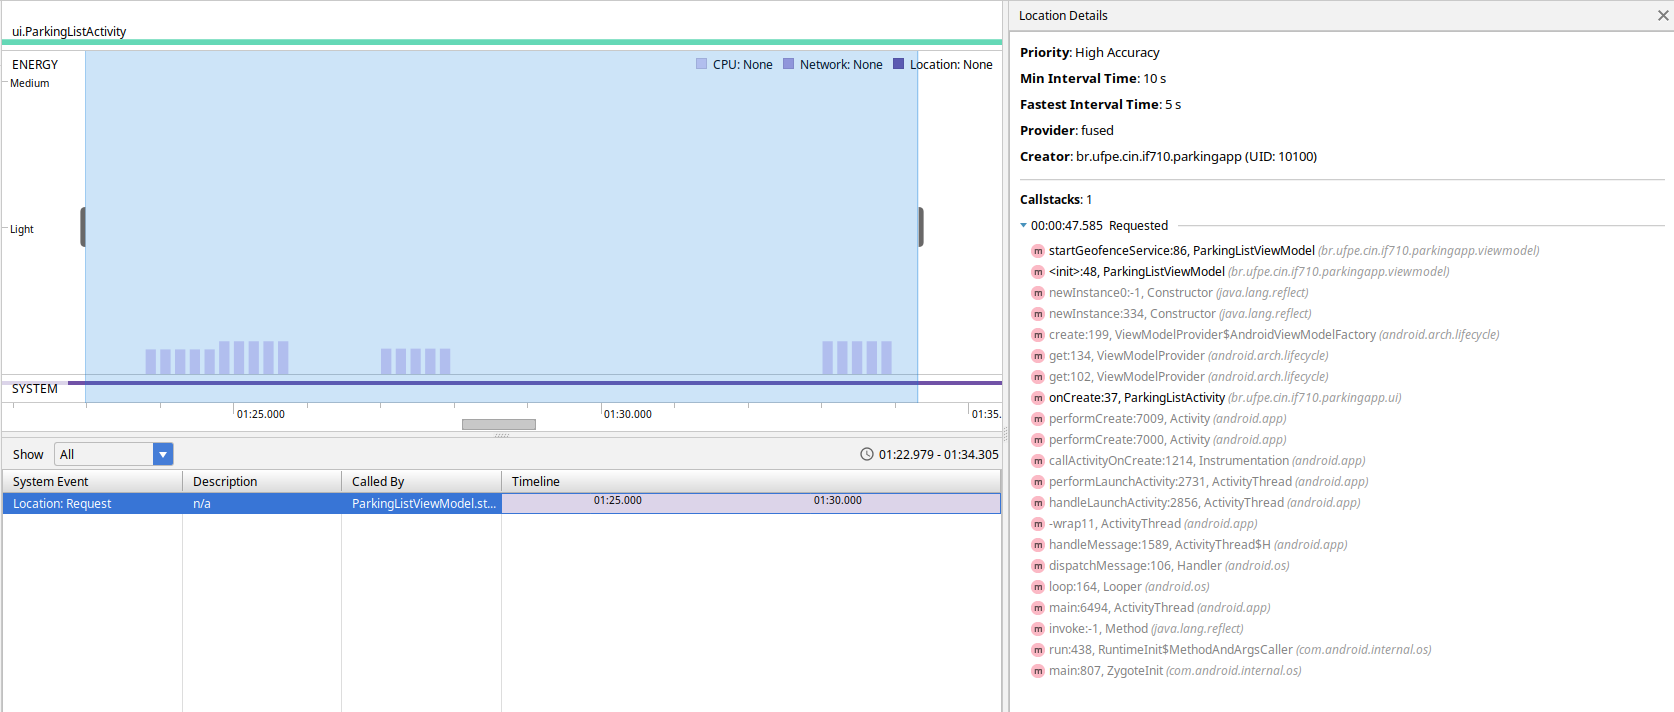 ui.ParkingListActivity
ENERGY
CPU: None
Network: None
Location: None
Medium
Light
SYSTEM
01:25.000
01:30.000
01:35.
Show
All
01:22.979 - 01:34.305
System Event
Description
Called By
Timeline
Location: Request
n/a
ParkingListViewModel.st...
01:25.000
01:30.000
Location Details
Priority: High Accuracy
Min Interval Time: 10 s
Fastest Interval Time: 5 s
Provider: fused
Creator: br.ufpe.cin.if710.parkingapp (UID: 10100)
Callstacks: 1
00:00:47.585 Requested
m startGeofenceService:86, ParkingListViewModel (br.ufpe.cin.if710.parkingapp.viewmodel)
m <init>:48, ParkingListViewModel (br.ufpe.cin.if710.parkingapp.viewmodel)
m newInstance0:-1, Constructor (java.lang.reflect)
m newInstance:334, Constructor (java.lang.reflect)
m create:199, ViewModelProvider$AndroidViewModelFactory (android.arch.lifecycle)
m get:134, ViewModelProvider (android.arch.lifecycle)
m get:102, ViewModelProvider (android.arch.lifecycle)
m onCreate:37, ParkingListActivity (br.ufpe.cin.if710.parkingapp.ui)
m performCreate:7009, Activity (android.app)
m performCreate:7000, Activity (android.app)
m callActivityOnCreate:1214, Instrumentation (android.app)
m performLaunchActivity:2731, ActivityThread (android.app)
m handleLaunchActivity:2856, ActivityThread (android.app)
m -wrap11, ActivityThread (android.app)
m handleMessage:1589, ActivityThread$H (android.app)
m dispatchMessage:106, Handler (android.os)
m loop:164, Looper (android.os)
m main:6494, ActivityThread (android.app)
m invoke:-1, Method (java.lang.reflect)
m run:438, RuntimeInit$MethodAndArgsCaller (com.android.internal.os)
m main:807, ZygoteInit (com.android.internal.os)